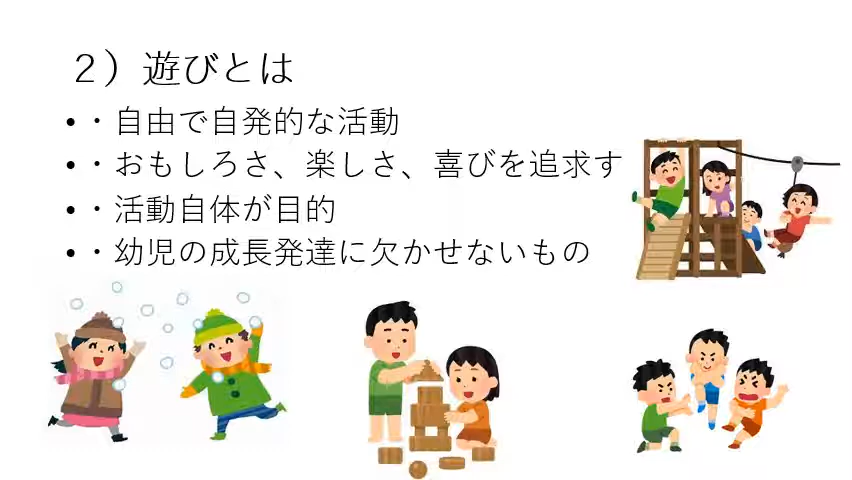 ２）遊びとは
• ・自由で自発的な活動
• ・おもしろさ、楽しさ、喜びを追求す
• ・活動自体が目的
• ・幼児の成長発達に欠かせないもの